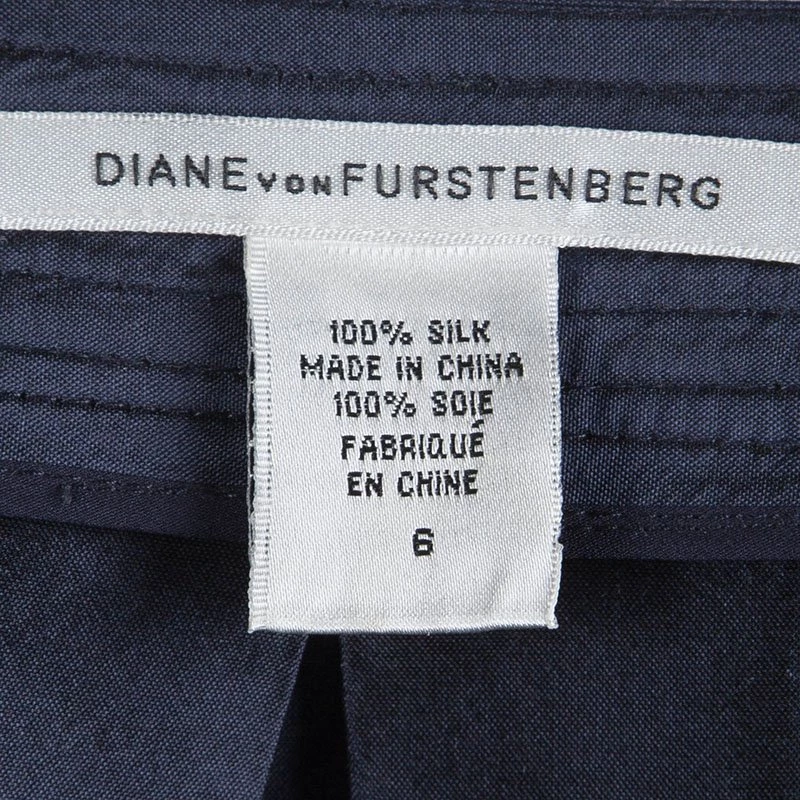 DIANE VON FURSTENBERG
100% SILK
MADE IN CHINA
100% SOIE
FABRIQUÉ
EN CHINE
6